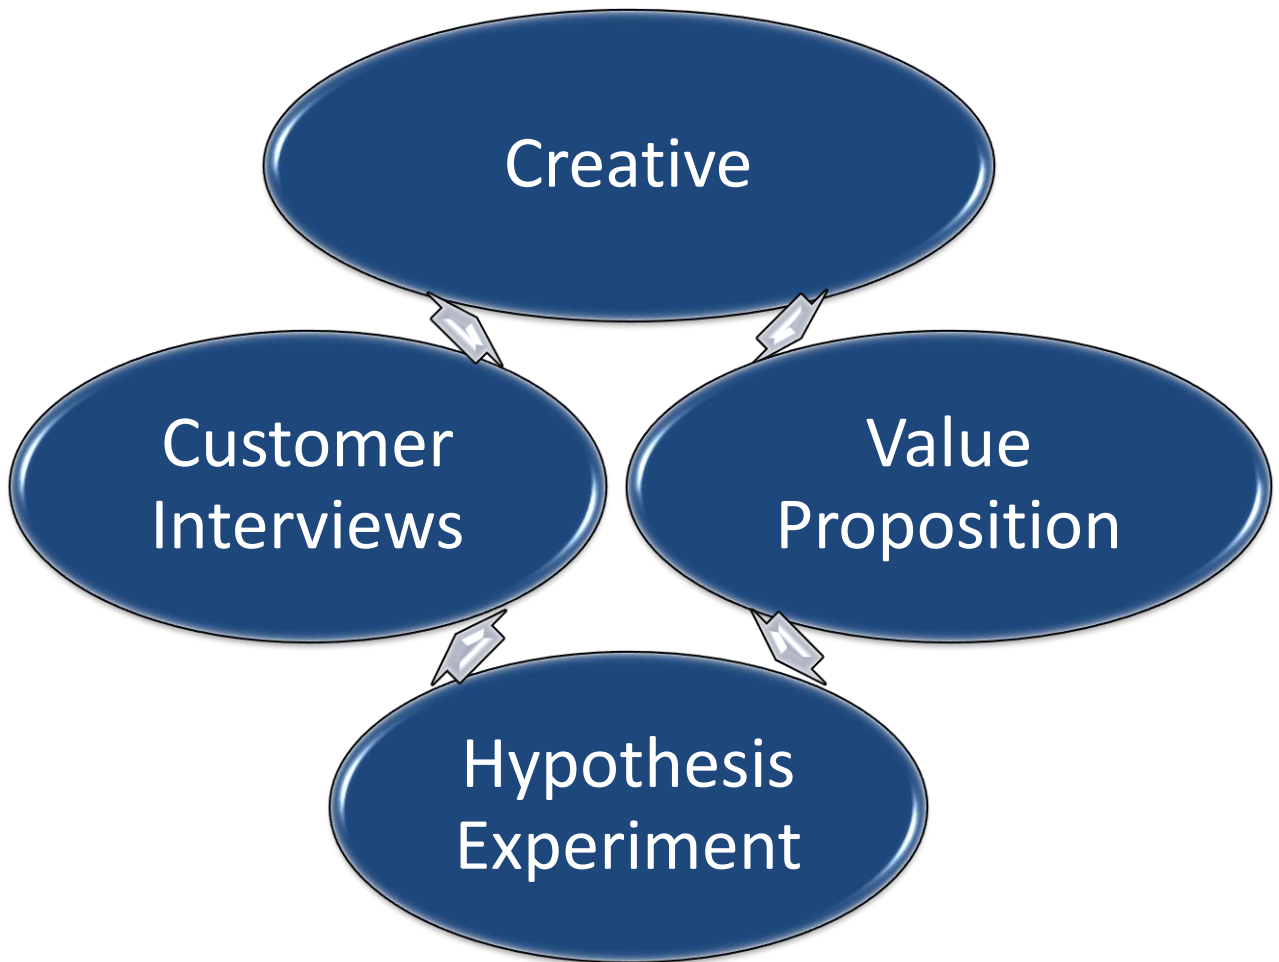 Creative
Customer
Interviews
Value
Proposition
Hypothesis
Experiment